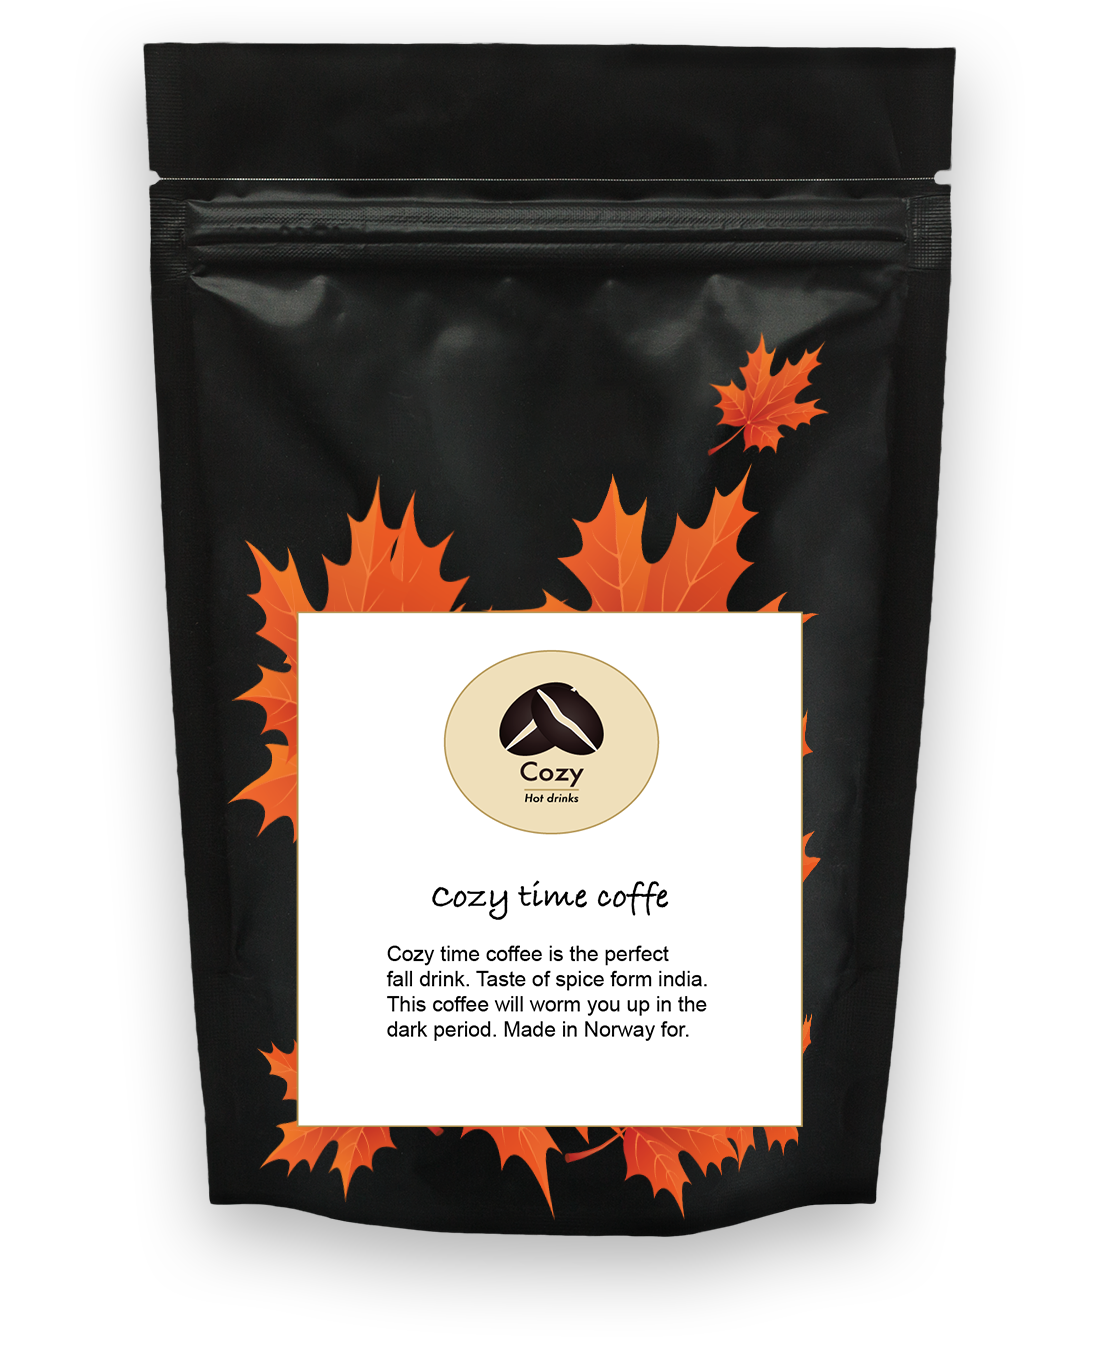 Cozy
Hot drinks
Cozy time coffe
Cozy time coffee is the perfect
fall drink. Taste of spice form india.
This coffee will worm you up in the
dark period. Made in Norway for.